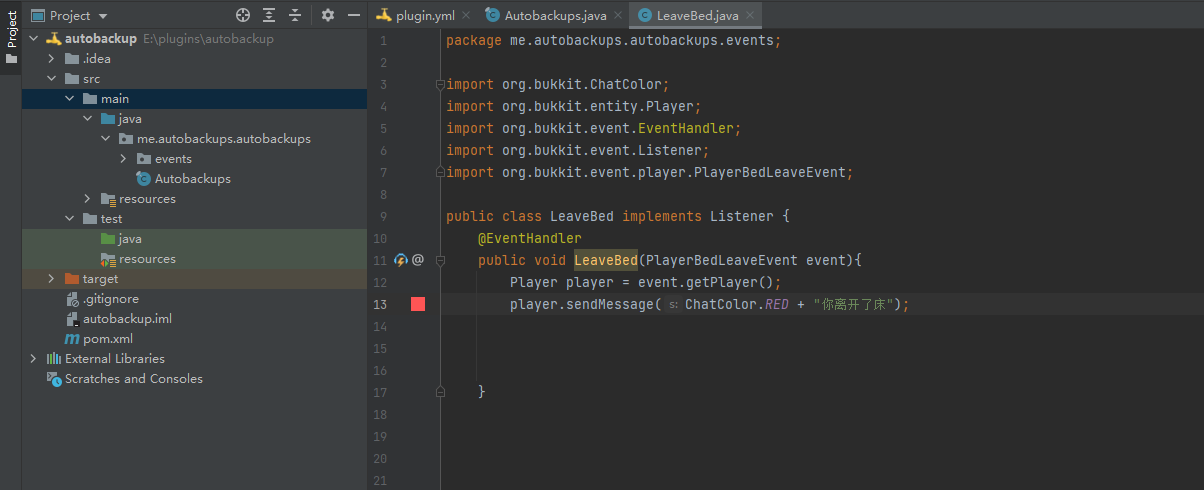 Project
Project
plugin.yml
Autobackups.java
LeaveBed.java
autobackup E:\plugins\autobackup
.idea
src
main
java
me.autobackups.autobackups
events
Autobackups
resources
test
java
resources
target
.gitignore
autobackup.iml
pom.xml
External Libraries
Scratches and Consoles
1 package me.autobackups.autobackups.events;
2
3 import org.bukkit.ChatColor;
4 import org.bukkit.entity.Player;
5 import org.bukkit.event.EventHandler;
6 import org.bukkit.event.Listener;
7 import org.bukkit.event.player.PlayerBedLeaveEvent;
8
9 public class LeaveBed implements Listener {
10 @EventHandler
11 @ public void LeaveBed(PlayerBedLeaveEvent event){
12 Player player = event.getPlayer();
13 player.sendMessage( s: ChatColor.RED + "你离开了床");
14
15
16
17 }
18
19
20
21